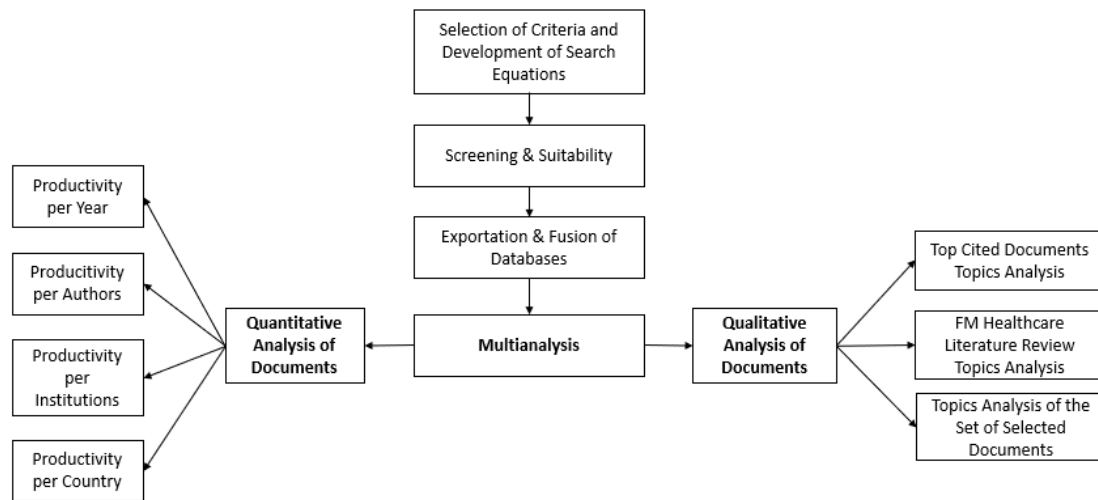 Selection of Criteria and
Development of Search
Equations
Screening & Suitability
Exportation & Fusion of
Databases
Multianalysis
Quantitative
Analysis of
Documents
Productivity
per Year
Producitivity
per Authors
Productivity
per
Institutions
Productivity
per Country
Qualitative
Analysis of
Documents
Top Cited Documents
Topics Analysis
FM Healthcare
Literature Review
Topics Analysis
Topics Analysis of the
Set of Selected
Documents